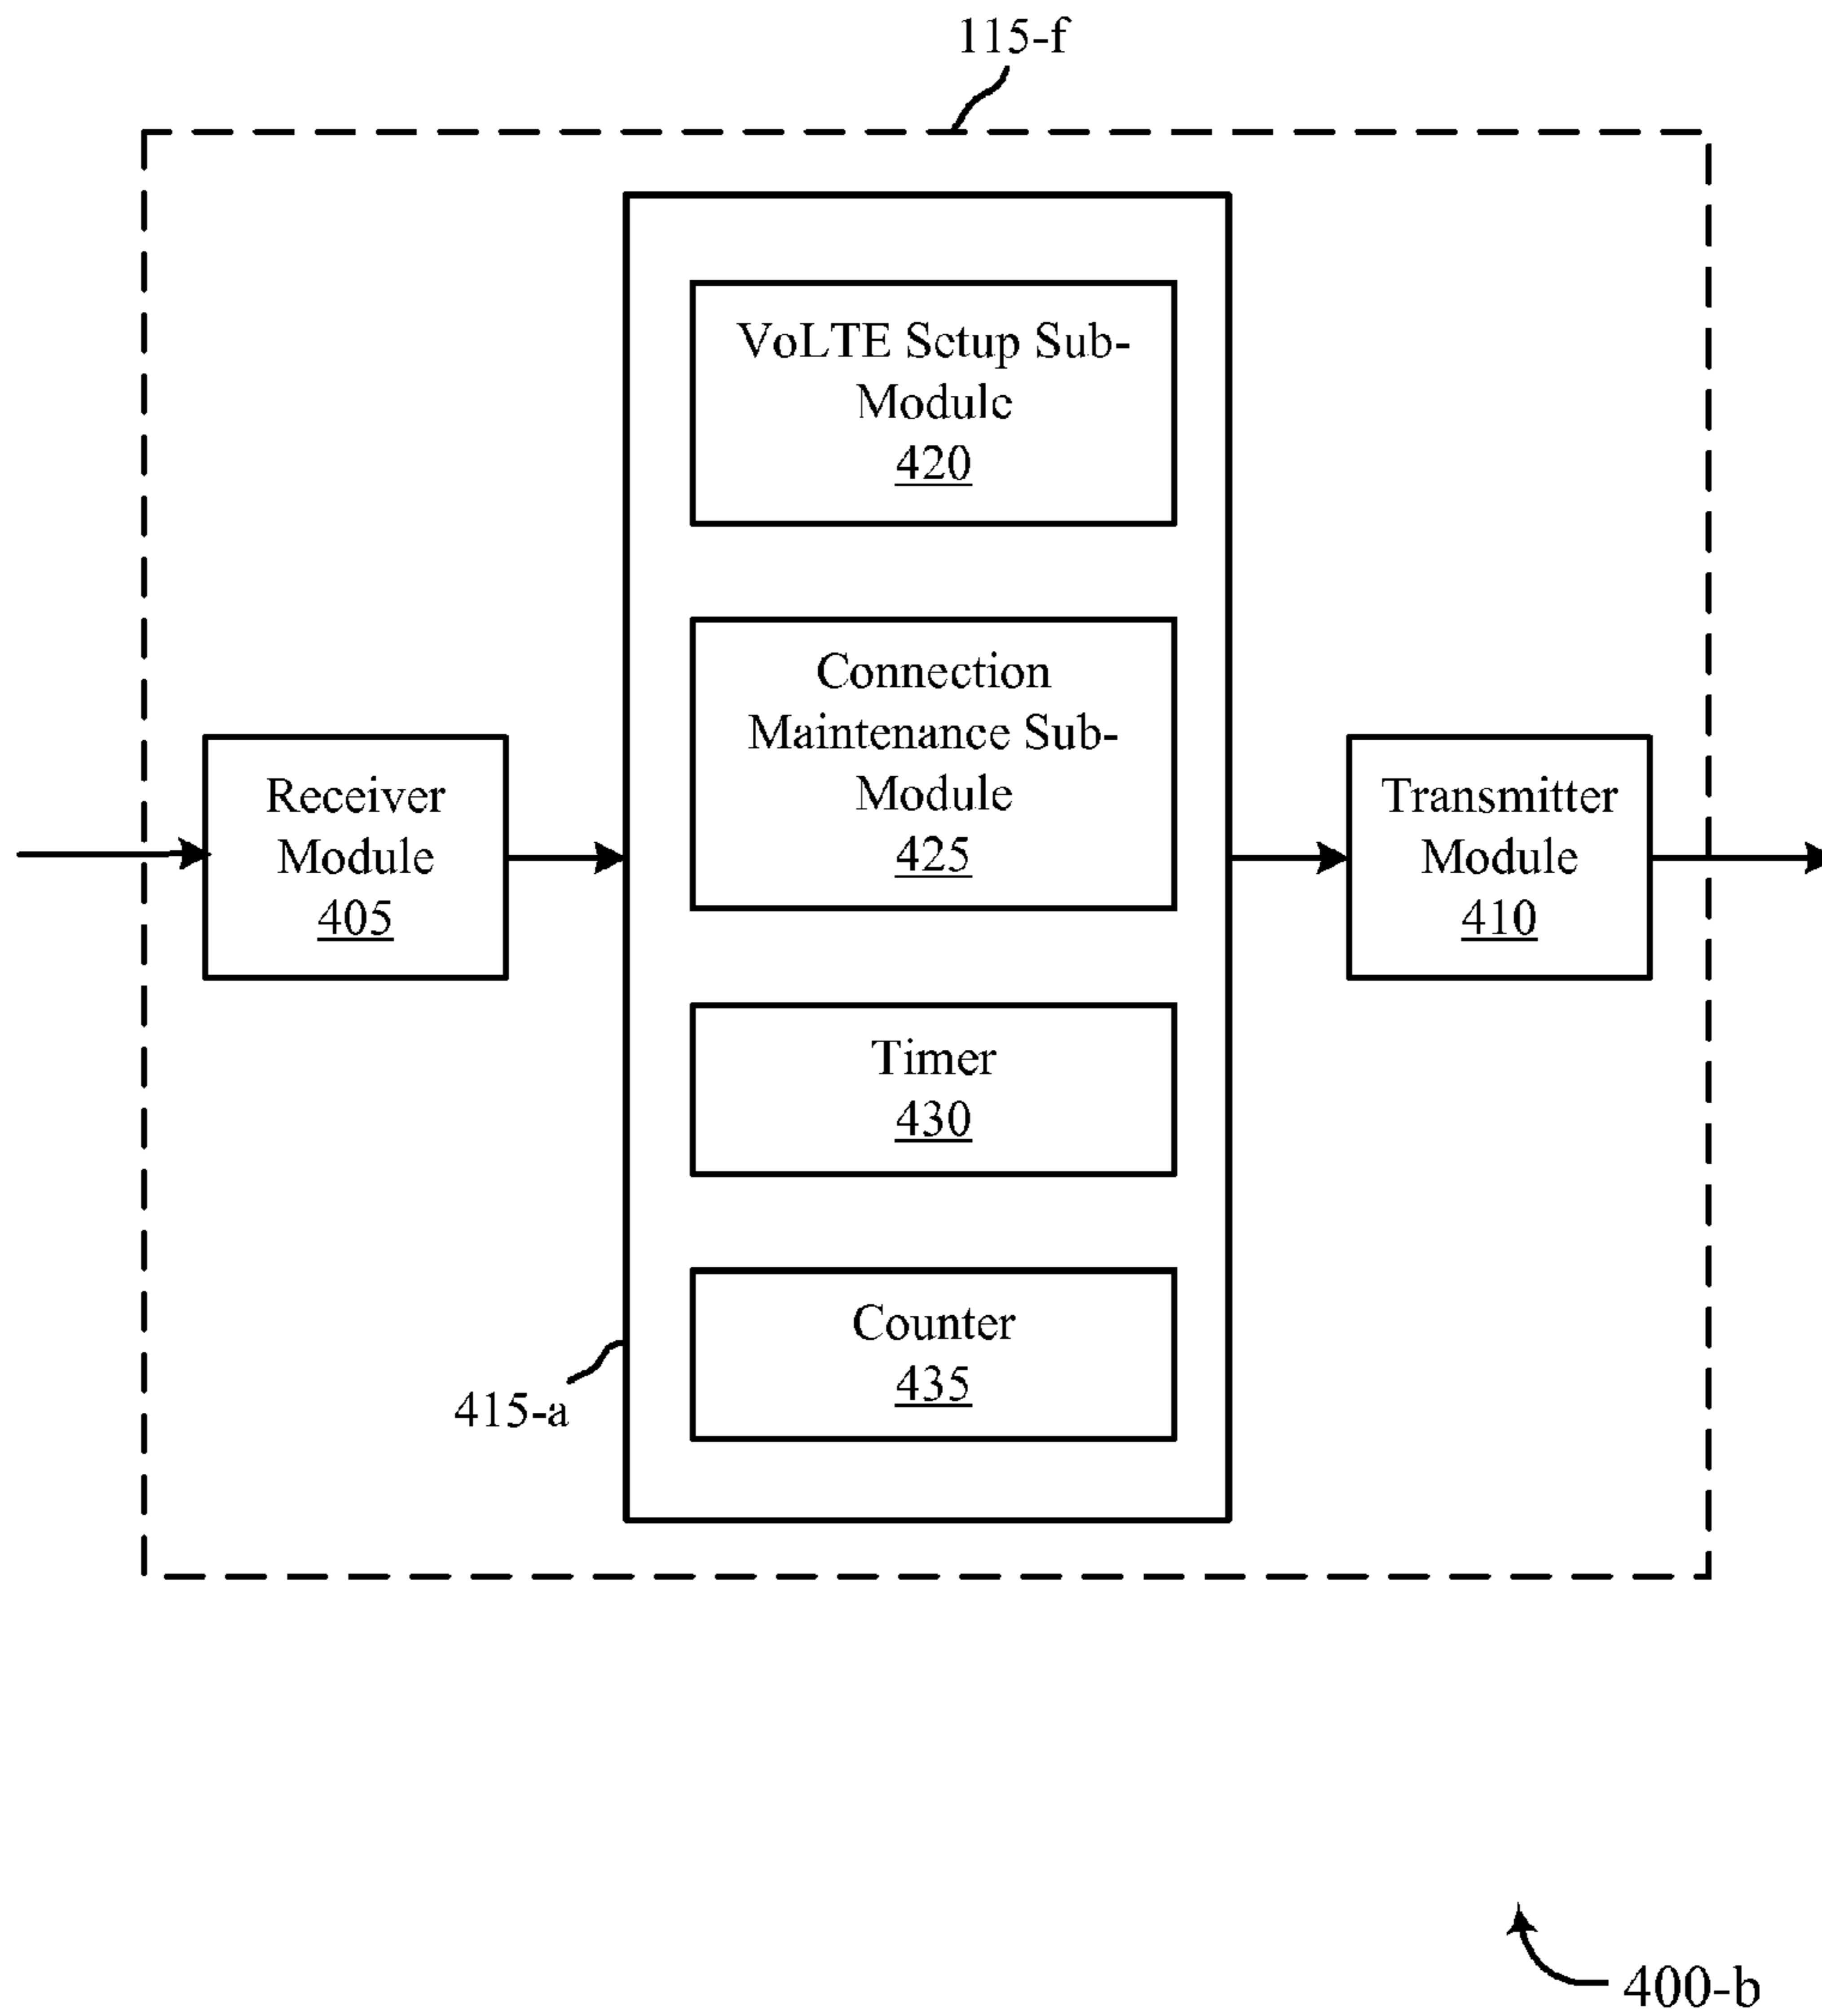 115-f
VoLTE Setup Sub-
Module
420
Connection
Maintenance Sub-
Module
425
Receiver
Module
405
Transmitter
Module
410
Timer
430
Counter
435
415-a
400-b